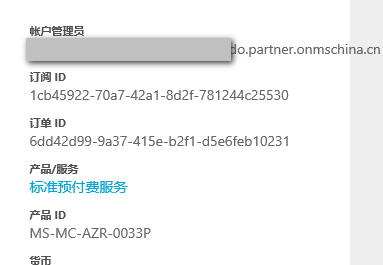 帐户管理员
do.partner.onmschina.cn
订阅 ID
1cb45922-70a7-42a1-8d2f-781244c25530
订单 ID
6dd42d99-9a37-415e-b2f1-d5e6feb10231
产品/服务
标准预付费服务
产品 ID
MS-MC-AZR-0033P
货币